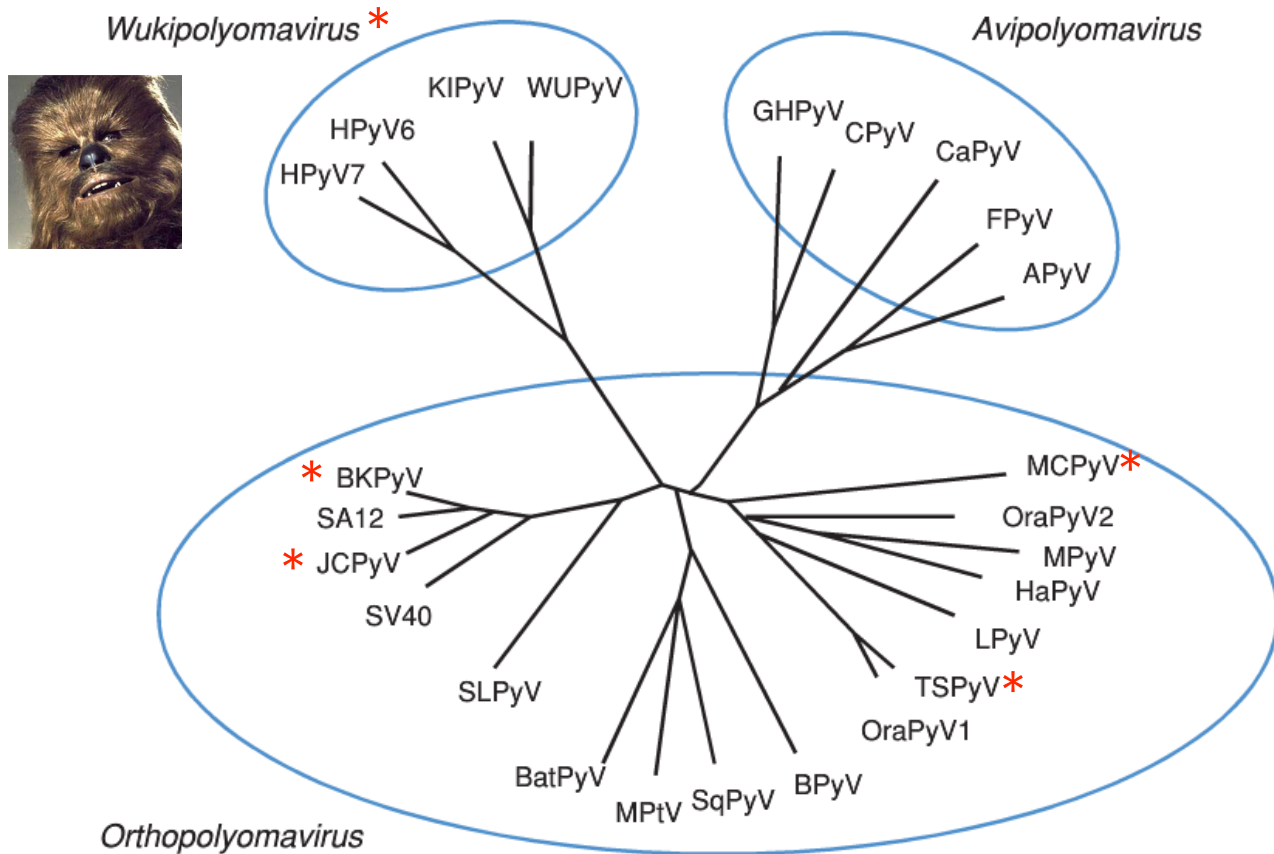 Wukipolyomavirus *
Avipolyomavirus
KIPyV
WUPyV
HPyV6
HPyV7
GHPyV
CPyV
CaPyV
FPyV
APyV
* BKPyV
SA12
* JCPyV
SV40
SLPyV
BatPyV
MPtV
SqPyV
BPyV
MCPyV *
OraPyV2
MPyV
HaPyV
LPyV
TSPyV *
OraPyV1
Orthopolyomavirus